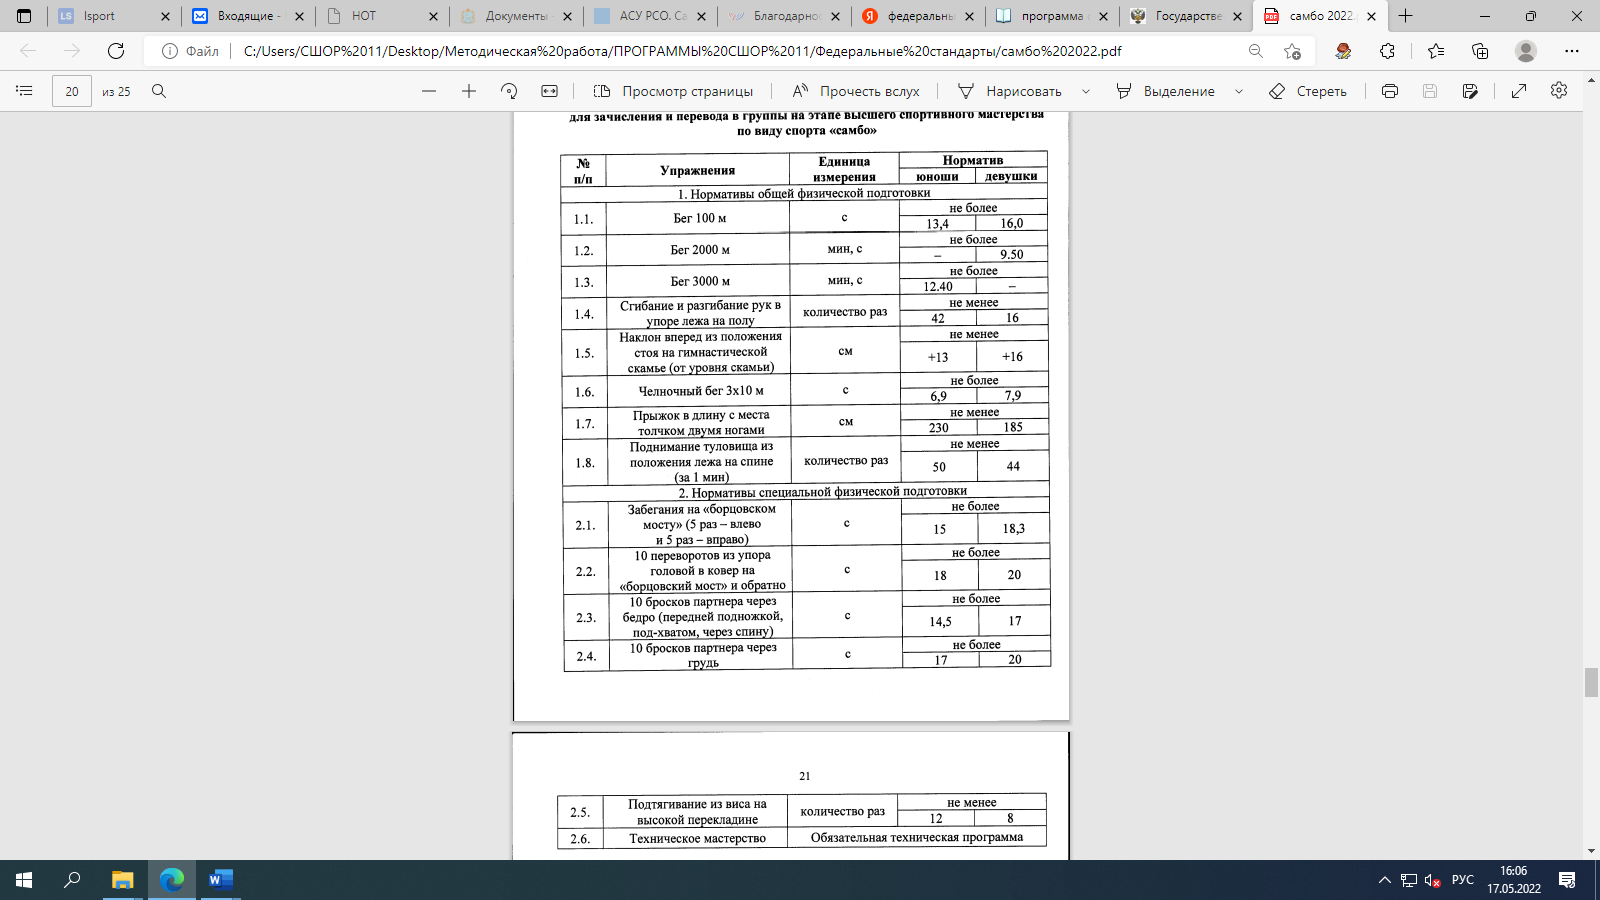 lsport
Входящие -
НОТ
Документы
АСУ РСО. Са
Благодарнос
федеральны
программа с
Государстве
самбо 2022.
Файл
C:/Users/СШОР%2011/Desktop/Методическая%20работа/ПРОГРАММЫ%20СШОР%2011/Федеральные%20стандарты/самбо%202022.pdf
20 из 25
Просмотр страницы
Прочесть вслух
Нарисовать
Выделение
Стереть
для зачисления и перевода в группы на этапе высшего спортивного мастерства
по виду спорта «самбо»
№ п/п Упражнения Единица измерения Норматив
юноши девушки
1. Нормативы общей физической подготовки
не более
1.1. Бег 100 м с 13,4 16,0
не более
1.2. Бег 2000 м мин, с – 9.50
не более
1.3. Бег 3000 м мин, с 12.40 –
Сгибание и разгибание рук в не менее
1.4. упоре лежа на полу количество раз 42 16
Наклон вперед из положения не менее
1.5. стоя на гимнастической см +13 +16
скамье (от уровня скамьи)
не более
1.6. Челночный бег 3х10 м с 6,9 7,9
Прыжок в длину с места не менее
1.7. толчком двумя ногами см 230 185
Поднимание туловища из не менее
1.8. положения лежа на спине количество раз 50 44
(за 1 мин)
2. Нормативы специальной физической подготовки
Забегания на «борцовском не более
2.1. мосту» (5 раз – влево с 15 18,3
и 5 раз – вправо)
10 переворотов из упора не более
2.2. головой в ковер на с 18 20
«борцовский мост» и обратно
10 бросков партнера через не более
2.3. бедро (передней подножкой, с 14,5 17
под-хватом, через спину)
10 бросков партнера через не более
2.4. грудь с 17 20
21
Подтягивание из виса на не менее
2.5. высокой перекладине количество раз 12 8
2.6. Техническое мастерство Обязательная техническая программа
РУС
16:06
17.05.2022